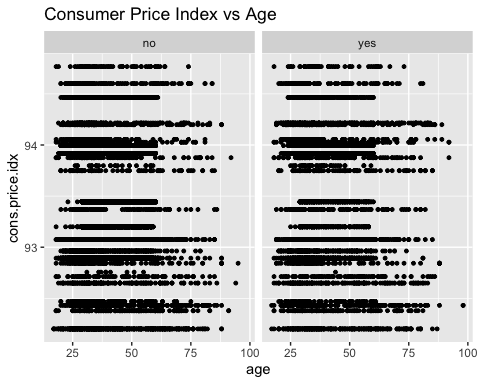 Consumer Price Index vs Age
no yes
cons.price.idx
94
93
25 50 75 100 25 50 75 100
age